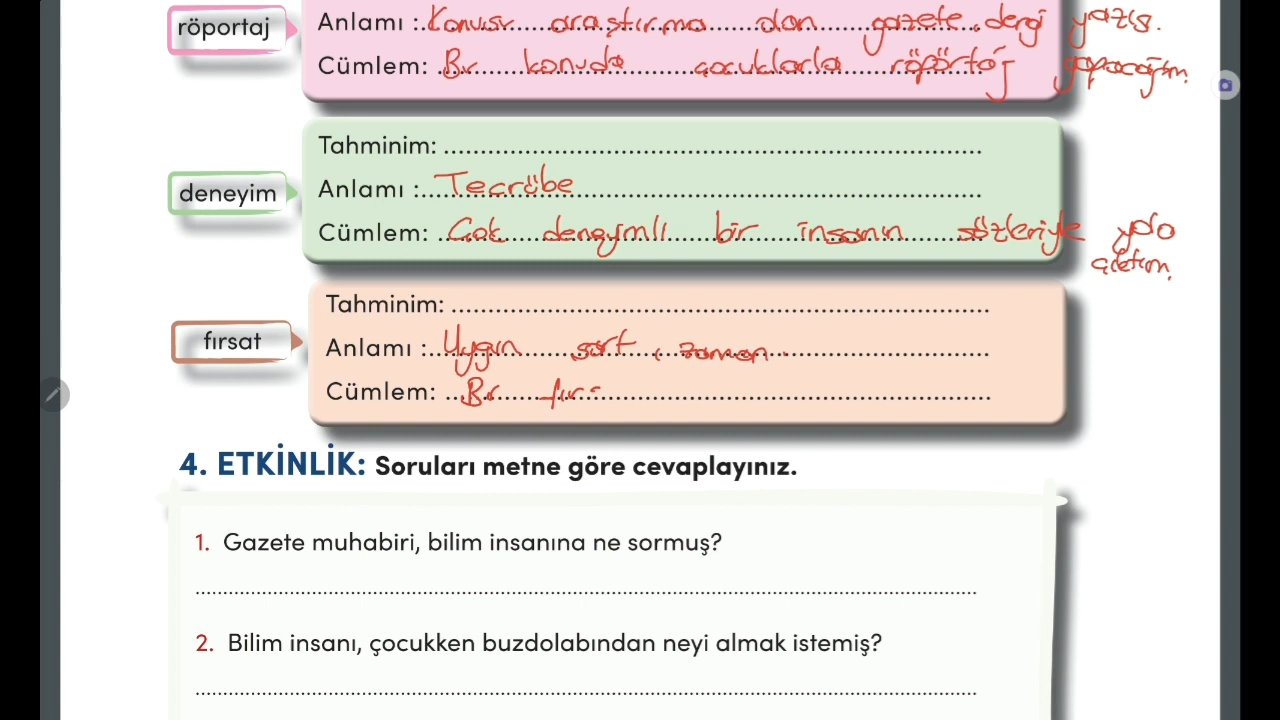 röportaj
Anlamı : Konusu araştırma olan gazete, dergi yazıs.
Cümlem: Bir konuda çocuklarla röportaj yapacağım.
deneyim
Tahminim:
Anlamı : Tecrübe
Cümlem: Çok deneyimli bir insanın sözleriyle yola
çıktım.
fırsat
Tahminim:
Anlamı : Uygun şart, zaman.
Cümlem: Bir fırs
4. ETKİNLİK: Soruları metne göre cevaplayınız.
1. Gazete muhabiri, bilim insanına ne sormuş?
2. Bilim insanı, çocukken buzdolabından neyi almak istemiş?